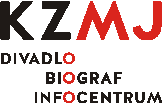 KZMJ
DIVADLO
BIOGRAF
INFOCENTRUM